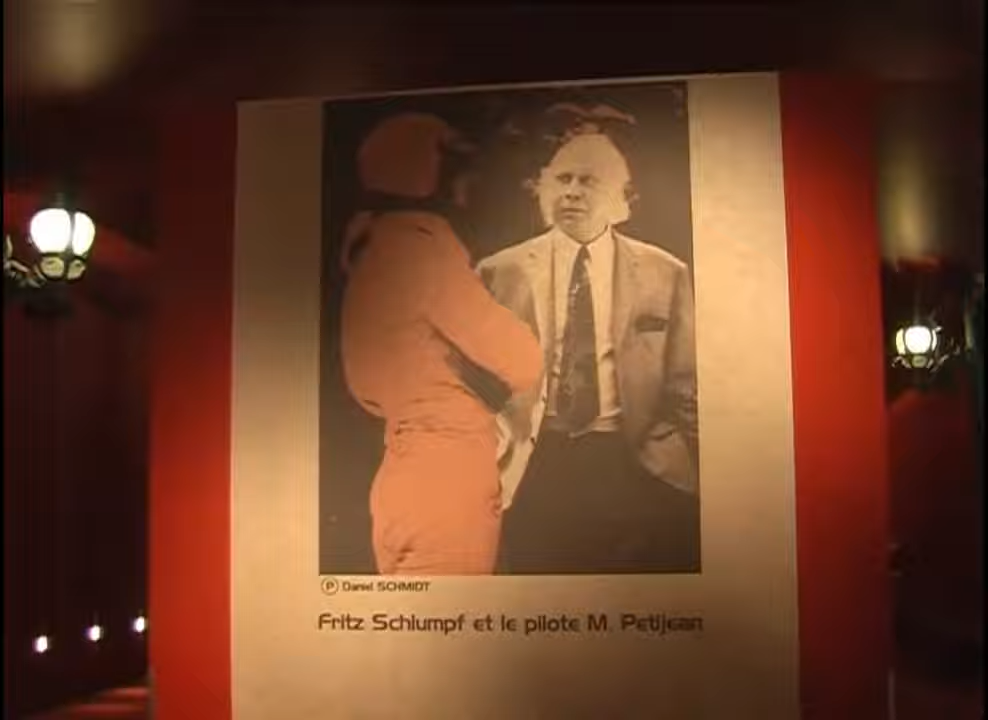 Ⓟ Daniel SCHMIDT
Fritz Schlumpf et le pilote M. Petijean